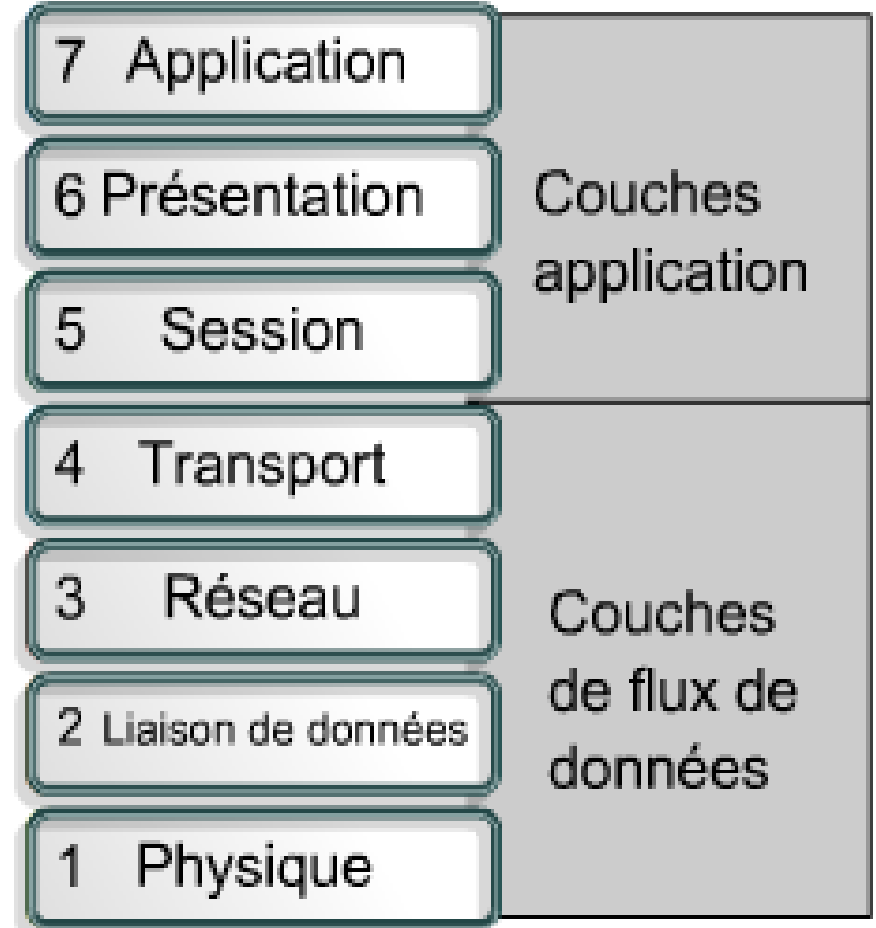 7 Application
6 Présentation
5 Session
4 Transport
3 Réseau
2 Liaison de données
1 Physique
Couches
application
Couches
de flux de
données